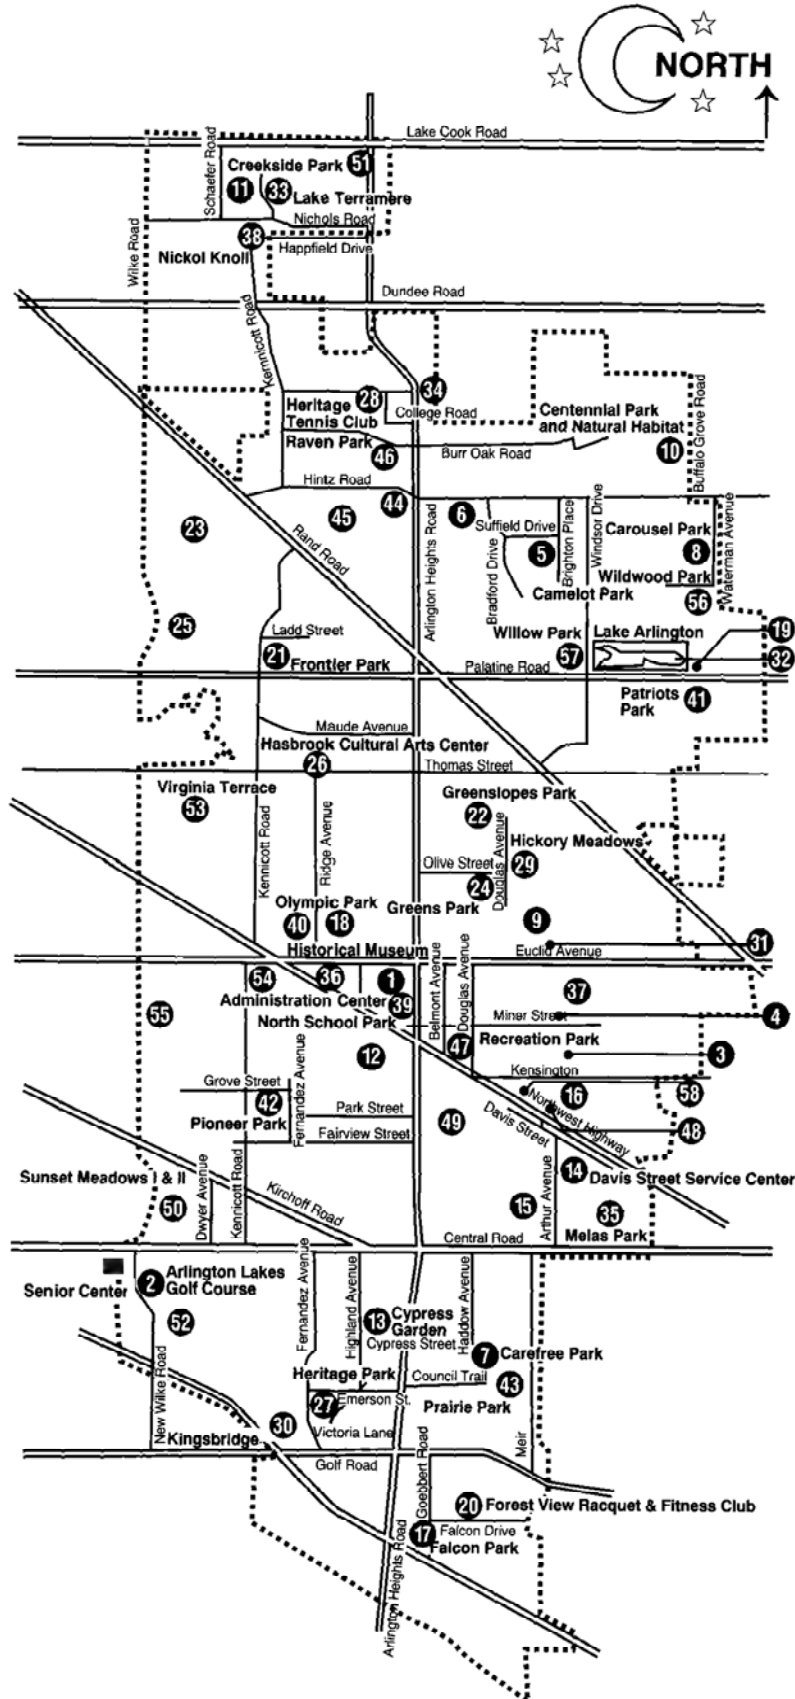 NORTH
Lake Cook Road
Schaefer Road
Creekside Park
51
11
33
Lake Terramere
Nichols Road
Wilke Road
38
Happfield Drive
Nickol Knoll
Dundee Road
Kennicott Road
34
28
Heritage
Tennis Club
College Road
Centennial Park
and Natural Habitat
Buffalo Grove Road
Raven Park
46
Burr Oak Road
10
Hintz Road
44
45
23
Rand Road
Arlington Heights Road
6
Suffield Drive
5
Bradford Drive
Brighton Place
Windsor Drive
Carousel Park
8
Waterman Avenue
Wildwood Park
56
Camelot Park
25
Ladd Street
21
Frontier Park
Willow Park
57
Lake Arlington
19
32
Palatine Road
Patriots
Park
41
Maude Avenue
Hasbrook Cultural Arts Center
26
Thomas Street
Virginia Terrace
53
Greenslopes Park
22
Kennicott Road
Ridge Avenue
Douglas Avenue
Hickory Meadows
29
Olive Street
24
Greens Park
Olympic Park
40
18
9
31
Euclid Avenue
Historical Museum
54
36
1
Belmont Avenue
Douglas Avenue
37
Administration Center
39
55
North School Park
Miner Street
4
12
47
Recreation Park
3
Kensington
Grove Street
42
Pioneer Park
Fernandez Avenue
Park Street
Fairview Street
49
16
58
Northwest Highway
Davis Street
48
Sunset Meadows I & II
50
Dwyer Avenue
Kennicott Road
Kirchoff Road
14
Davis Street Service Center
15
Arthur Avenue
35
Melas Park
Central Road
Senior Center
2
Arlington Lakes
Golf Course
52
New Wilke Road
Fernandez Avenue
Highland Avenue
13
Cypress
Garden
Cypress Street
Haddow Avenue
7
Carefree Park
Heritage Park
Council Trail
43
27
Emerson St.
Prairie Park
Victoria Lane
30
Kingsbridge
Golf Road
Meir
Goebbert Road
20
Forest View Racquet & Fitness Club
17
Falcon Drive
Falcon Park
Arlington Heights Road